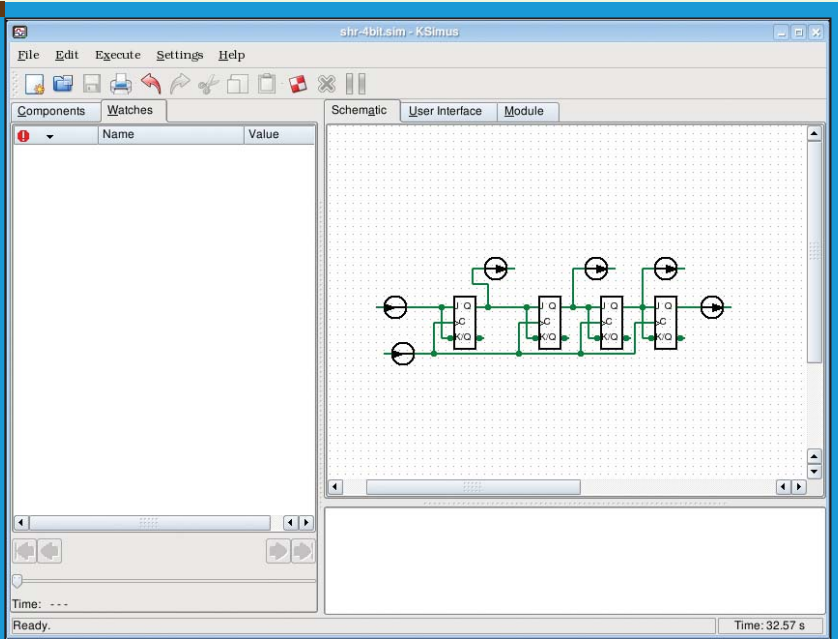 shr-4bit.sim - KSimus
File Edit Execute Settings Help
Components Watches
Schematic User Interface Module
Name Value
J Q J Q J Q J Q
C C C C
K/Q K/Q K/Q K/Q
Time: ---
Ready.
Time: 32.57 s